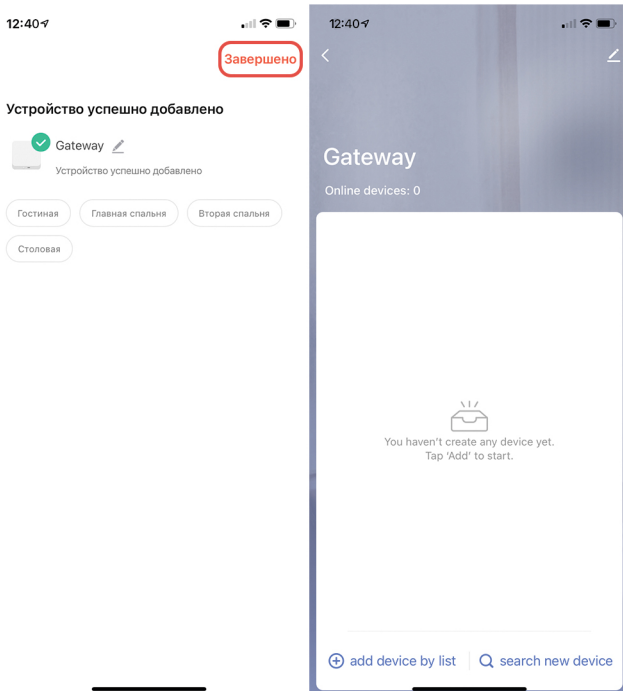 12:40
Завершено
Устройство успешно добавлено
Gateway
Устройство успешно добавлено
Гостиная
Главная спальня
Вторая спальня
Столовая
12:40
Gateway
Online devices: 0
You haven't create any device yet.
Tap 'Add' to start.
add device by list
search new device